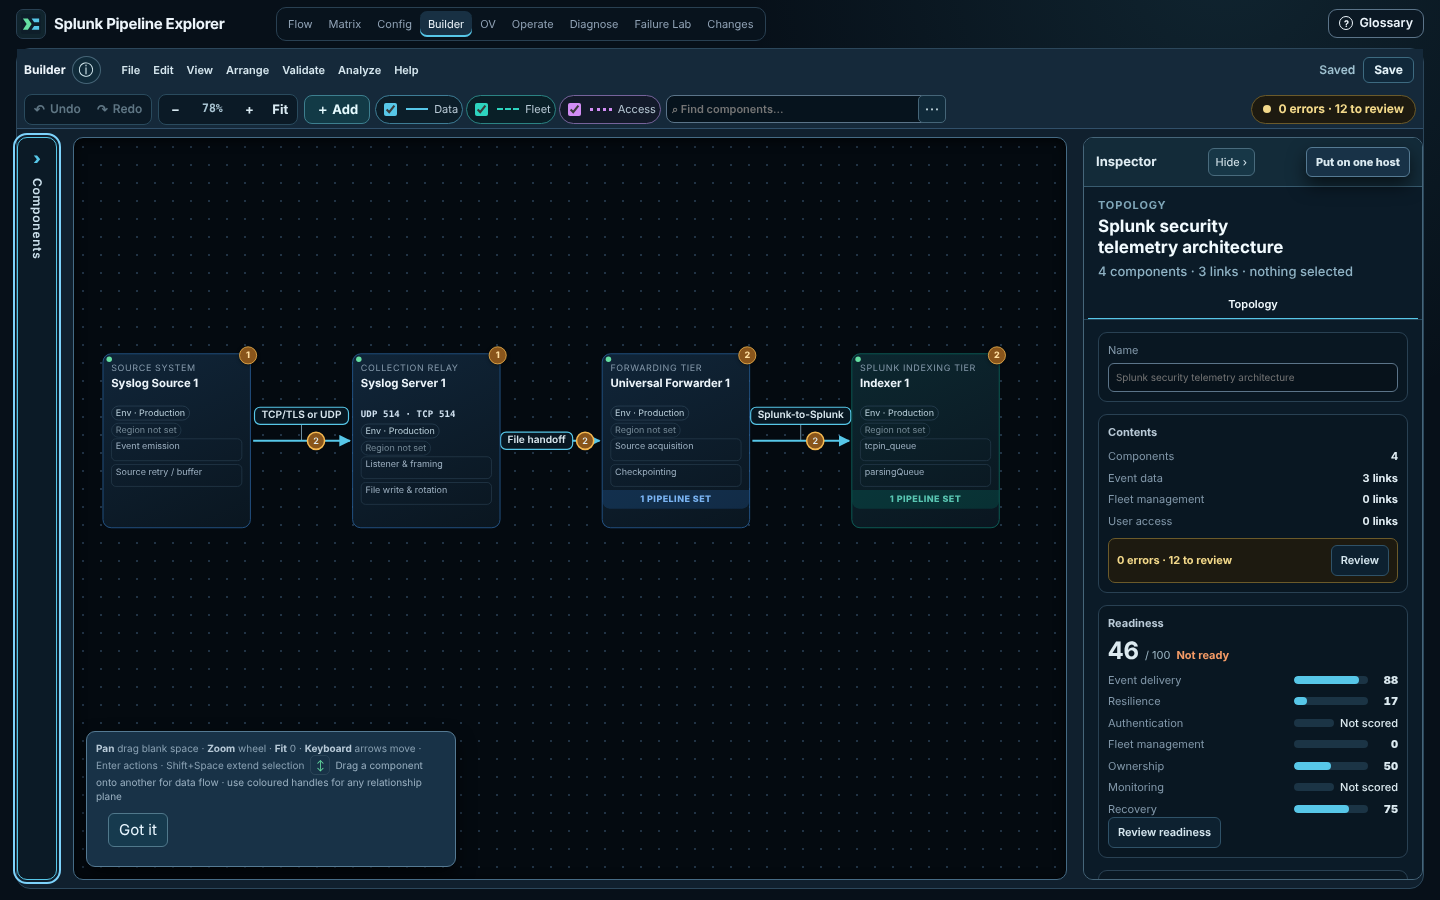 Splunk Pipeline Explorer
Flow Matrix Config Builder OV Operate Diagnose Failure Lab Changes
? Glossary
Builder ⓘ File Edit View Arrange Validate Analyze Help
Saved Save
↶ Undo ↷ Redo − 78% + Fit + Add Data Fleet Access Find components... ⋯
0 errors · 12 to review
› Components
SOURCE SYSTEM
Syslog Source 1
1
Env · Production
Region not set
Event emission
Source retry / buffer
TCP/TLS or UDP
2
COLLECTION RELAY
Syslog Server 1
1
UDP 514 · TCP 514
Env · Production
Region not set
Listener & framing
File write & rotation
File handoff
2
FORWARDING TIER
Universal Forwarder 1
2
Env · Production
Region not set
Source acquisition
Checkpointing
1 PIPELINE SET
Splunk-to-Splunk
2
SPLUNK INDEXING TIER
Indexer 1
2
Env · Production
Region not set
tcpin_queue
parsingQueue
1 PIPELINE SET
Pan drag blank space · Zoom wheel · Fit 0 · Keyboard arrows move ·
Enter actions · Shift+Space extend selection ↕ Drag a component
onto another for data flow · use coloured handles for any relationship
plane
Got it
Inspector Hide › Put on one host
TOPOLOGY
Splunk security
telemetry architecture
4 components · 3 links · nothing selected
Topology
Name
Splunk security telemetry architecture
Contents
Components 4
Event data 3 links
Fleet management 0 links
User access 0 links
0 errors · 12 to review Review
Readiness
46 / 100 Not ready
Event delivery 88
Resilience 17
Authentication Not scored
Fleet management 0
Ownership 50
Monitoring Not scored
Recovery 75
Review readiness